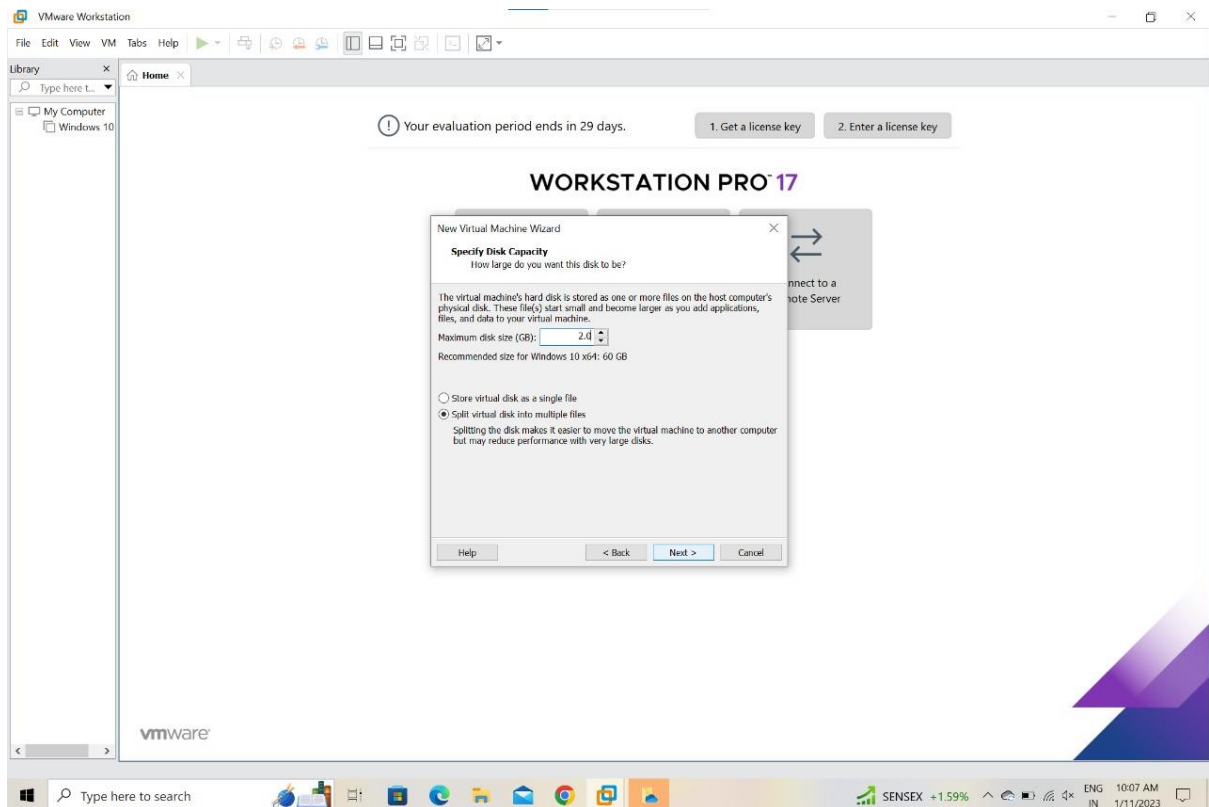 VMware Workstation
File Edit View VM Tabs Help
Library
Home
Type here t...
My Computer
Windows 10
Your evaluation period ends in 29 days.
1. Get a license key
2. Enter a license key
WORKSTATION PRO™ 17
New Virtual Machine Wizard
Specify Disk Capacity
How large do you want this disk to be?
nnect to a
note Server
The virtual machine's hard disk is stored as one or more files on the host computer's
physical disk. These file(s) start small and become larger as you add applications,
files, and data to your virtual machine.
Maximum disk size (GB): 2.0
Recommended size for Windows 10 x64: 60 GB
Store virtual disk as a single file
Split virtual disk into multiple files
Splitting the disk makes it easier to move the virtual machine to another computer
but may reduce performance with very large disks.
Help < Back Next > Cancel
vmware
Type here to search
SENSEX +1.59%
ENG
IN
10:07 AM
1/11/2023